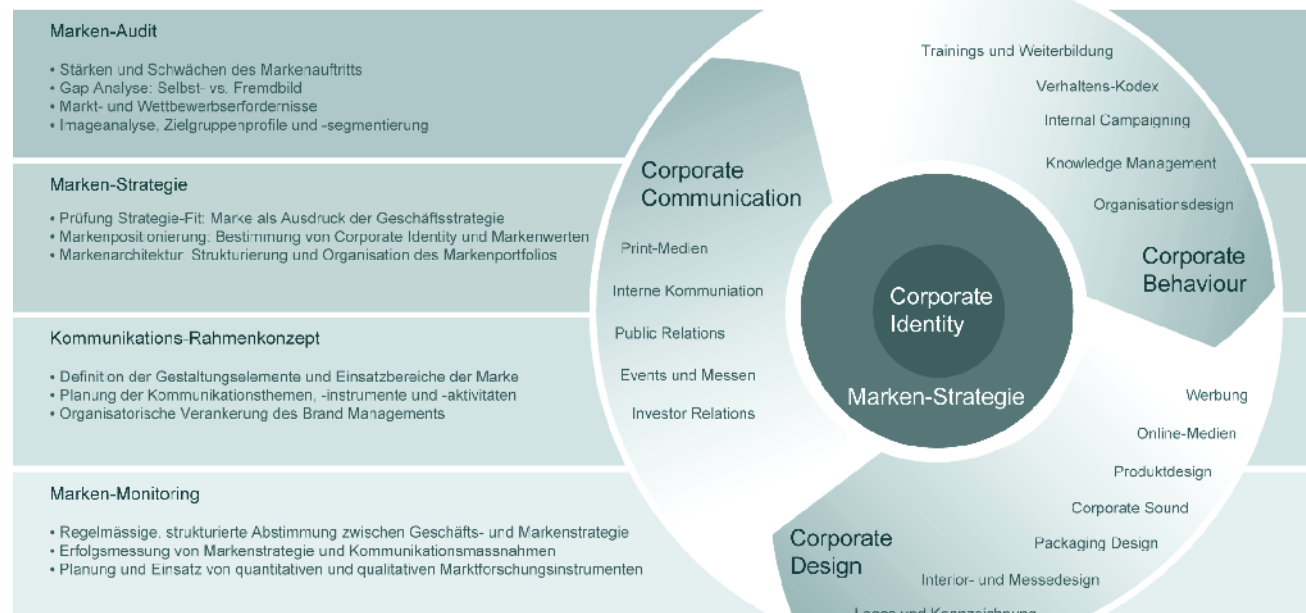 Marken-Audit
• Stärken und Schwächen des Markenauftritts
• Gap Analyse: Selbst- vs. Fremdbild
• Markt- und Wettbewerbserfordernisse
• Imageanalyse, Zielgruppenprofile und -segmentierung
Marken-Strategie
• Prüfung Strategie-Fit: Marke als Ausdruck der Geschäftsstrategie
• Markenpositionierung: Bestimmung von Corporate Identity und Markenwerten
• Markenarchitektur: Strukturierung und Organisation des Markenportfolios
Kommunikations-Rahmenkonzept
• Definition der Gestaltungselemente und Einsatzbereiche der Marke
• Planung der Kommunikationsthemen, -instrumente und -aktivitäten
• Organisatorische Verankerung des Brand Managements
Marken-Monitoring
• Regelmässige, strukturierte Abstimmung zwischen Geschäfts- und Markenstrategie
• Erfolgsmessung von Markenstrategie und Kommunikationsmassnahmen
• Planung und Einsatz von quantitativen und qualitativen Marktforschungsinstrumenten
Corporate
Communication
Print-Medien
Interne Kommuniation
Public Relations
Events und Messen
Investor Relations
Trainings und Weiterbildung
Verhaltens-Kodex
Internal Campaigning
Knowledge Management
Organisationsdesign
Corporate
Behaviour
Corporate
Identity
Marken-Strategie
Werbung
Online-Medien
Produktdesign
Corporate Sound
Packaging Design
Interior- und Messedesign
Logos und Kennzeichnung
Corporate
Design